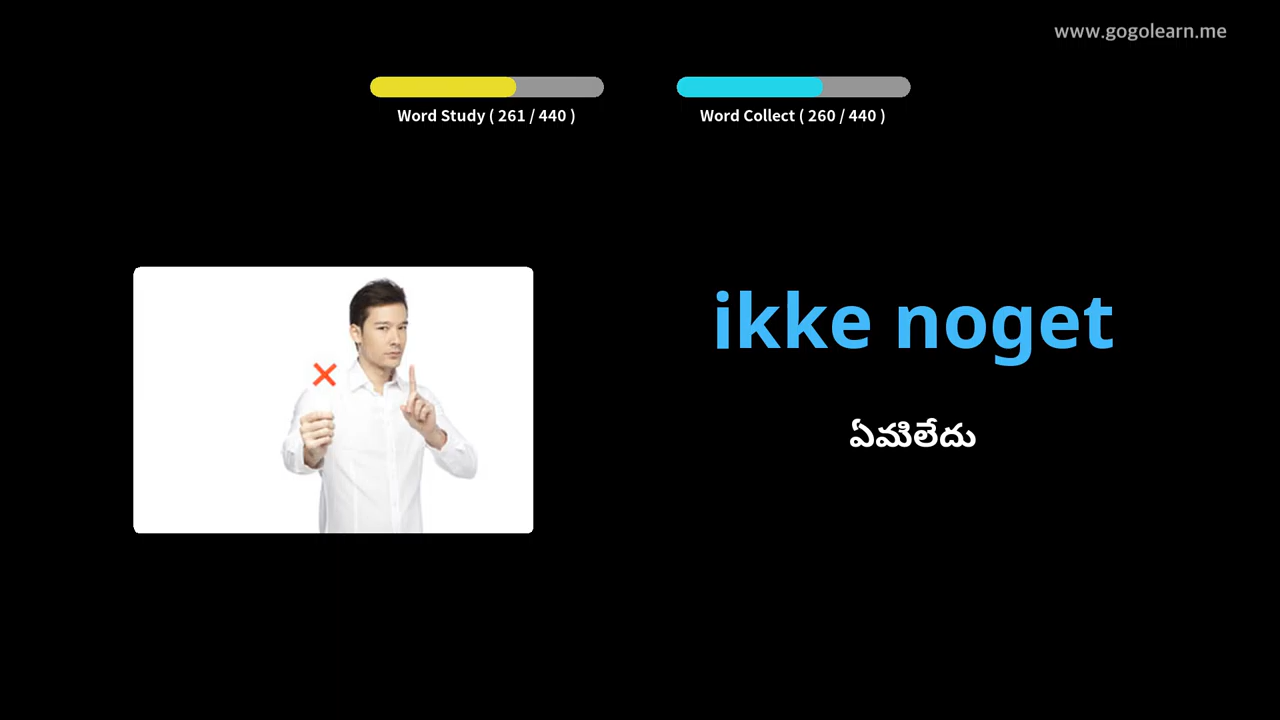 www.gogolearn.me
Word Study ( 261 / 440 )
Word Collect ( 260 / 440 )
ikke noget
ఏమిలేదు